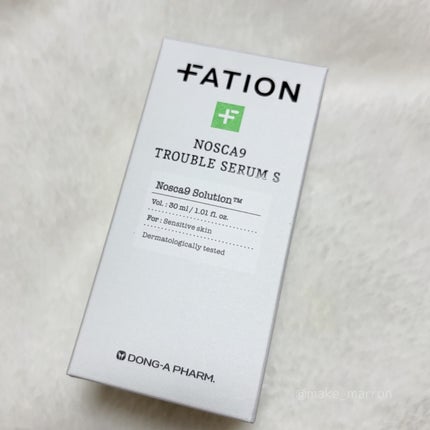 +FATION
NOSCA9
TROUBLE SERUM S
Nosca9 Solution™
Vol. : 30 ml / 1.01 fl. oz.
For : Sensitive skin
Dermatologically tested
DONG-A PHARM.
@make_marron